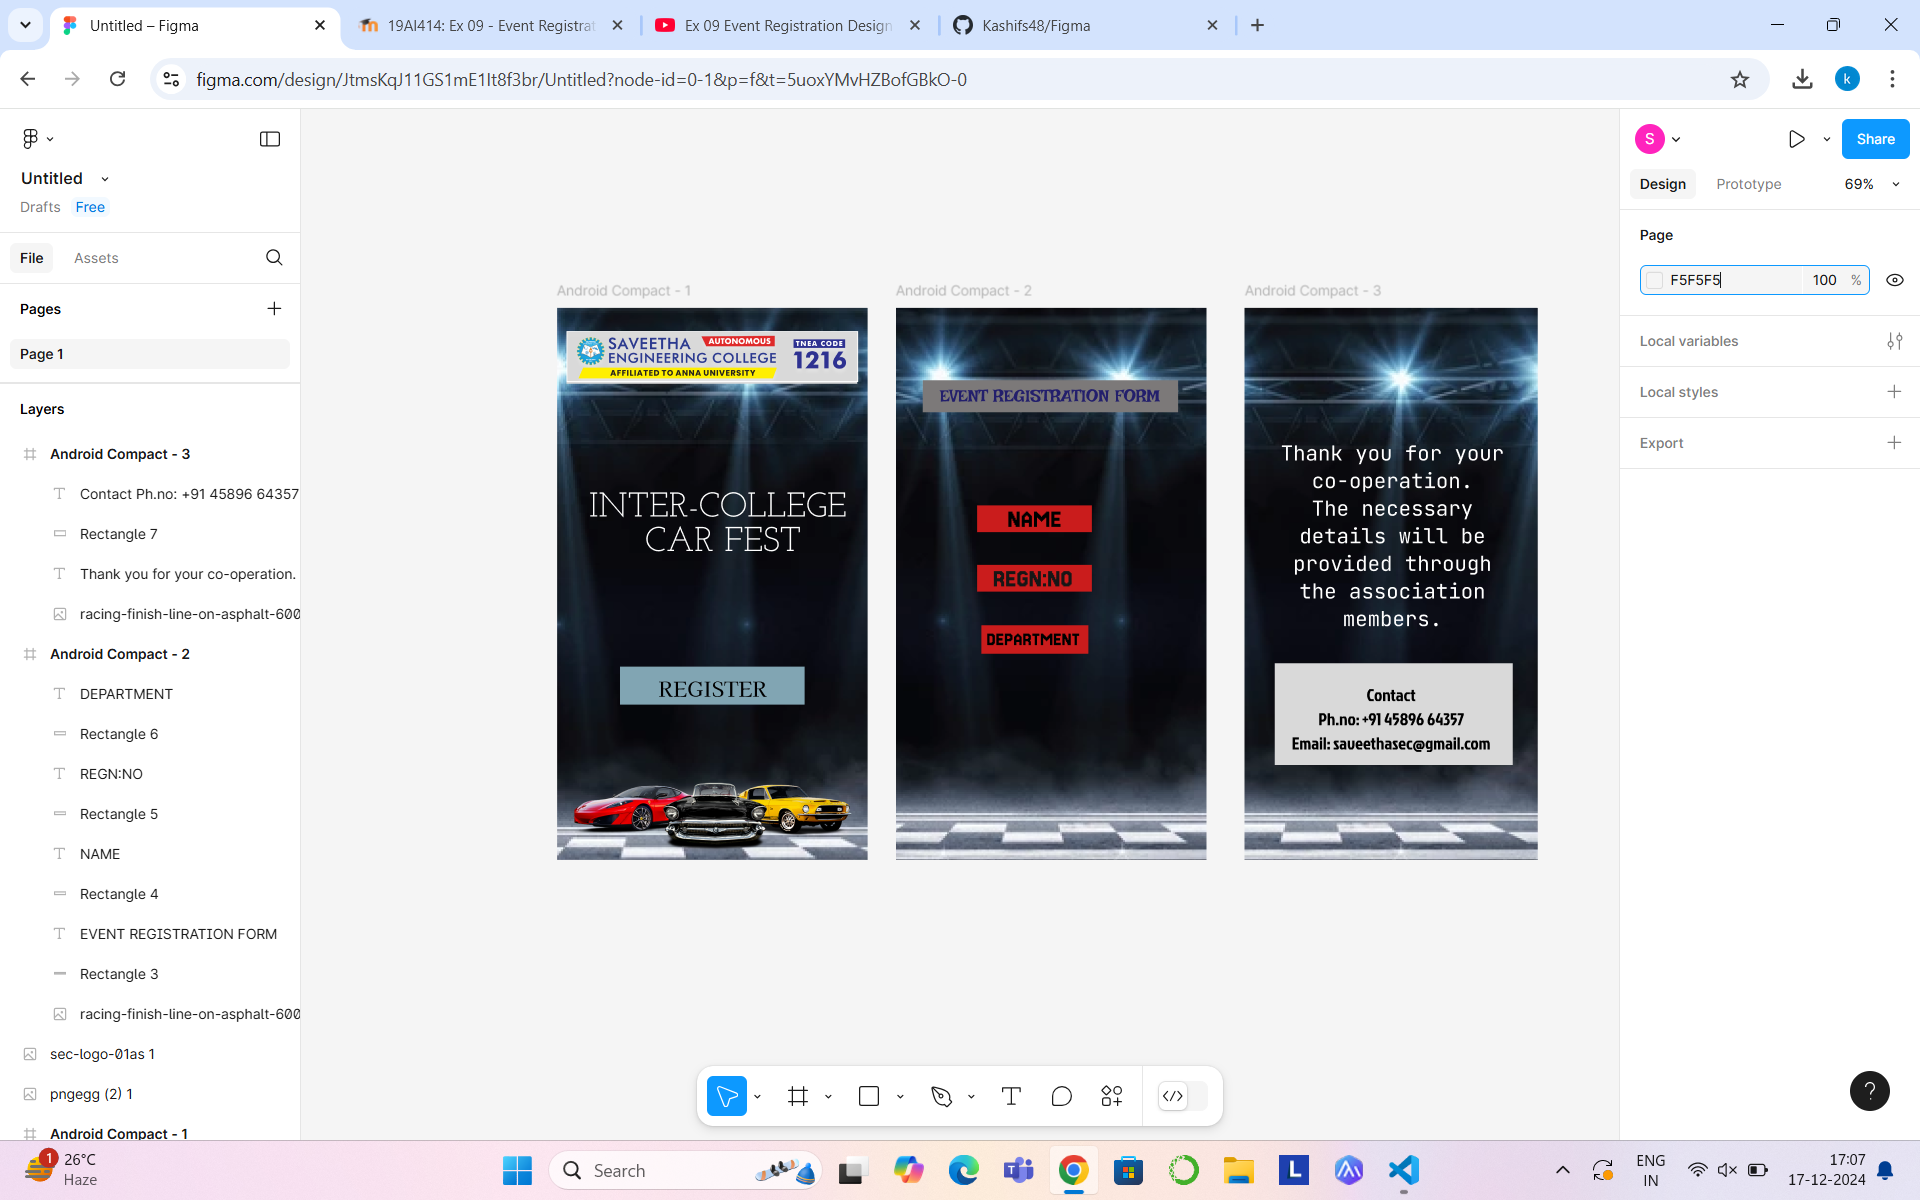 Untitled – Figma
19AI414: Ex 09 - Event Registrat
Ex 09 Event Registration Design
Kashifs48/Figma
figma.com/design/JtmsKqJ11GS1mE1It8f3br/Untitled?node-id=0-1&p=f&t=5uoxYMvHZBofGBkO-0
k
Untitled
Drafts Free
File Assets
Pages
Page 1
Layers
Android Compact - 3
Contact Ph.no: +91 45896 64357
Rectangle 7
Thank you for your co-operation.
racing-finish-line-on-asphalt-600
Android Compact - 2
DEPARTMENT
Rectangle 6
REGN:NO
Rectangle 5
NAME
Rectangle 4
EVENT REGISTRATION FORM
Rectangle 3
racing-finish-line-on-asphalt-600
sec-logo-01as 1
pngegg (2) 1
Android Compact - 1
Android Compact - 1
SAVEETHA AUTONOMOUS
ENGINEERING COLLEGE
AFFILIATED TO ANNA UNIVERSITY
TNEA CODE
1216
INTER-COLLEGE
CAR FEST
REGISTER
Android Compact - 2
EVENT REGISTRATION FORM
NAME
REGN:NO
DEPARTMENT
Android Compact - 3
Thank you for your
co-operation.
The necessary
details will be
provided through
the association
members.
Contact
Ph.no: +91 45896 64357
Email: saveethasec@gmail.com
S
Share
Design Prototype 69%
Page
F5F5F5 100 %
Local variables
Local styles
Export
?
1
26°C
Haze
Search
L
ENG
IN
17:07
17-12-2024